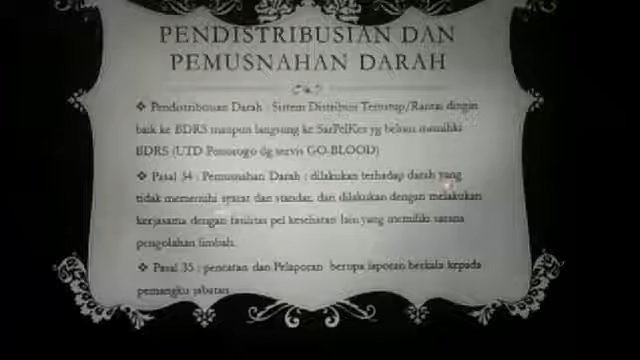 PENDISTRIBUSIAN DAN
PEMUSNAHAN DARAH
❖ Pendistribusian Darah : Sistem Distribusi Tertutup/Rantai dingin
baik ke BDRS maupun langsung ke SarPelKes yg belum memiliki
BDRS (UTD Ponorogo dg servis GO-BLOOD)
❖ Pasal 34 : Pemusnahan Darah : dilakukan terhadap darah yang
tidak memenuhi syarat dan standar, dan dilakukan dengan melakukan
kerjasama dengan fasilitas pel kesehatan lain yang memiliki sarana
pengolahan limbah.
❖ Pasal 35 : pencatan dan Pelaporan berupa laporan berkala kepada
pemangku jabatan